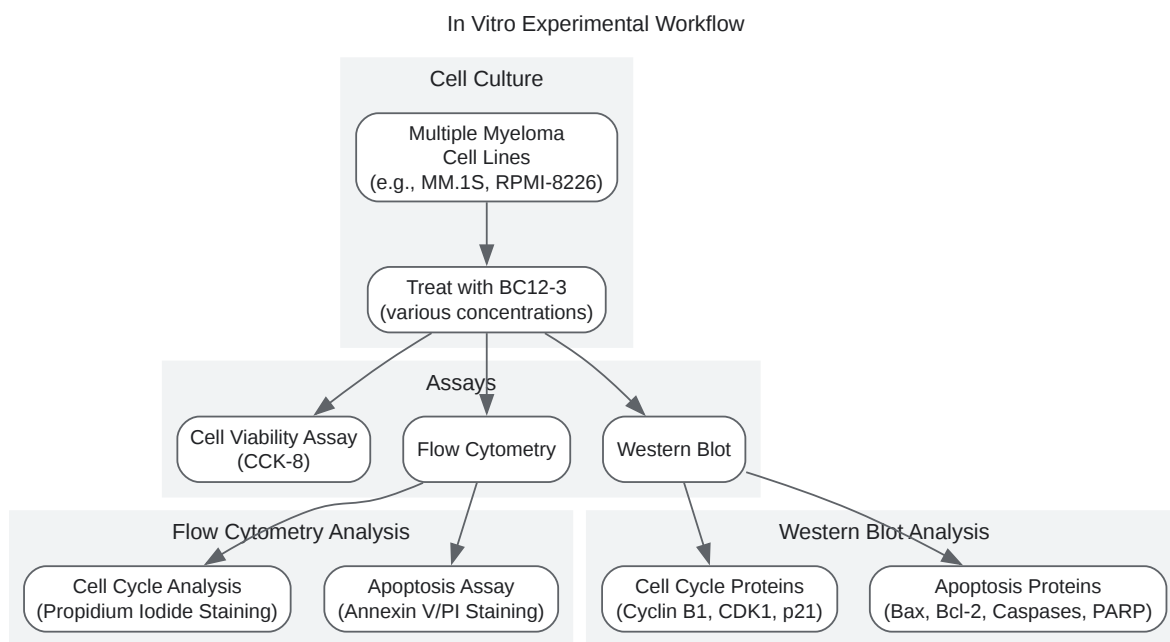 In Vitro Experimental Workflow
Cell Culture
Multiple Myeloma
Cell Lines
(e.g., MM.1S, RPMI-8226)
Treat with BC12-3
(various concentrations)
Assays
Cell Viability Assay
(CCK-8)
Flow Cytometry
Western Blot
Flow Cytometry Analysis
Western Blot Analysis
Cell Cycle Analysis
(Propidium Iodide Staining)
Apoptosis Assay
(Annexin V/PI Staining)
Cell Cycle Proteins
(Cyclin B1, CDK1, p21)
Apoptosis Proteins
(Bax, Bcl-2, Caspases, PARP)